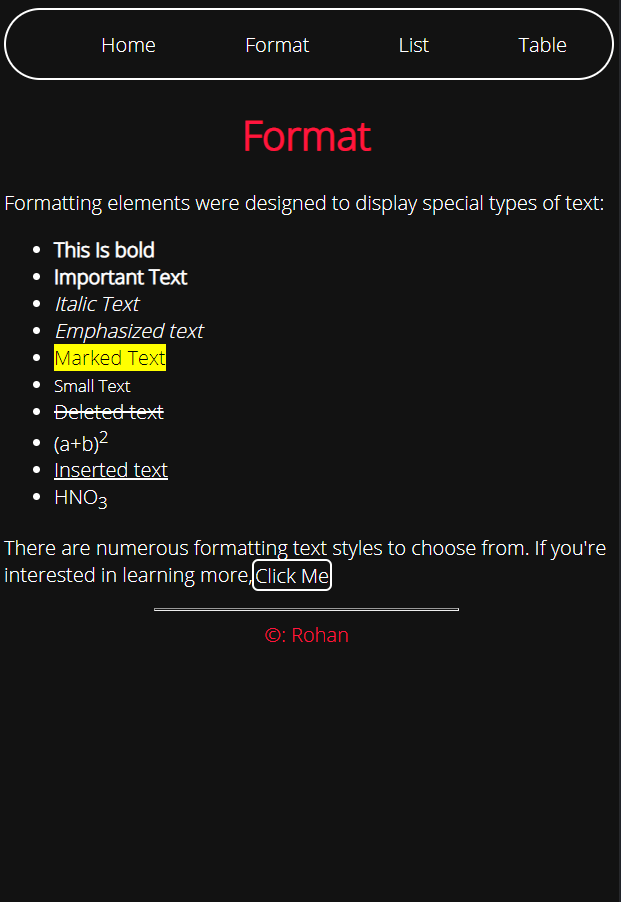 Home Format List Table
Format
Formatting elements were designed to display special types of text:
This Is bold
Important Text
Italic Text
Emphasized text
Marked Text
Small Text
Deleted text
(a+b)²
Inserted text
HNO₃
There are numerous formatting text styles to choose from. If you're
interested in learning more,Click Me
©: Rohan